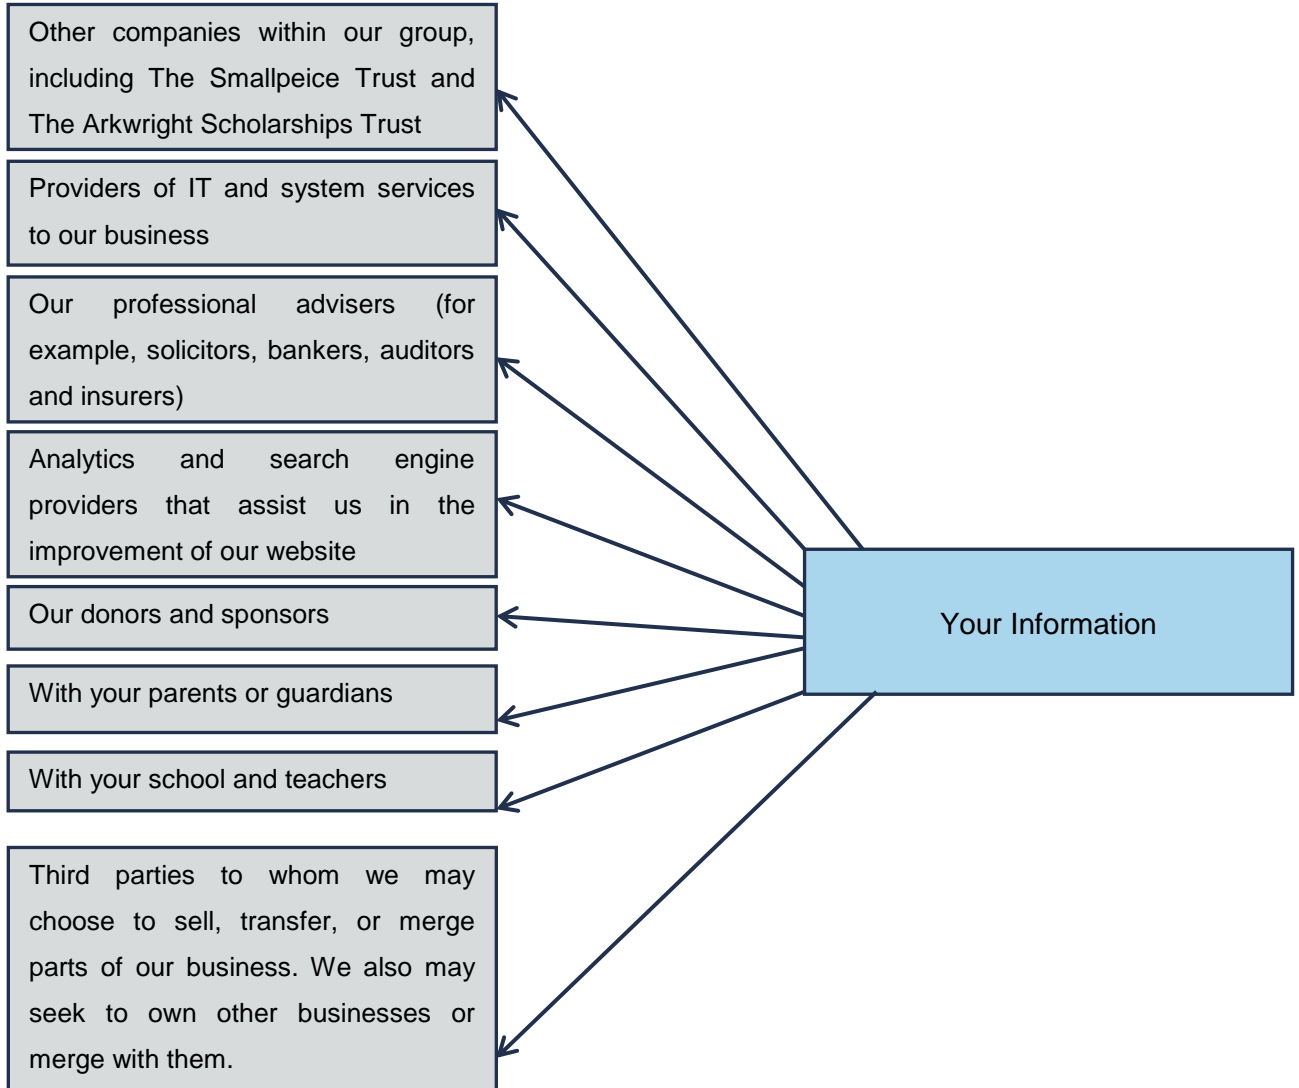 Other companies within our group,
including The Smallpeice Trust and
The Arkwright Scholarships Trust
Providers of IT and system services
to our business
Our professional advisers (for
example, solicitors, bankers, auditors
and insurers)
Analytics and search engine
providers that assist us in the
improvement of our website
Our donors and sponsors
With your parents or guardians
With your school and teachers
Third parties to whom we may
choose to sell, transfer, or merge
parts of our business. We also may
seek to own other businesses or
merge with them.
Your Information